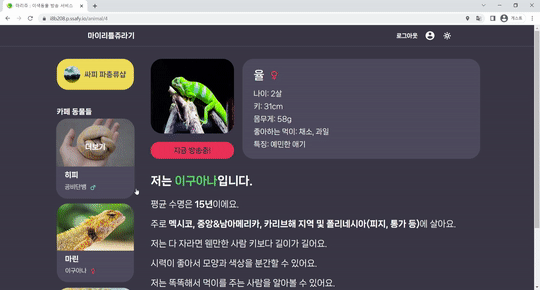 마리쥬 : 이색동물 방송 서비스
i8b208.p.ssafy.io/animal/4
마이리틀쥬라기
로그아웃
싸피 파충류샵
카페 동물들
더보기
히피
곰비단뱀
마린
이구아나
지금 방송중!
율
나이: 2살
키: 31cm
몸무게: 58g
좋아하는 먹이: 채소, 과일
특징: 예민한 애기
저는 이구아나입니다.
평균 수명은 15년이에요.
주로 멕시코, 중앙&남아메리카, 카리브해 지역 및 폴리네시아(피지, 통가 등)에 살아요.
저는 다 자라면 웬만한 사람 키보다 길이가 길어요.
시력이 좋아서 모양과 색상을 분간할 수 있어요.
저는 똑똑해서 먹이를 주는 사람을 알아볼 수 있어요.